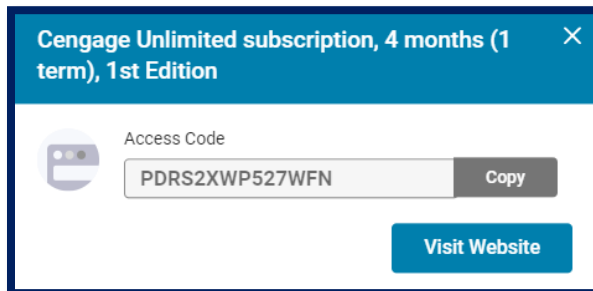 Cengage Unlimited subscription, 4 months (1
term), 1st Edition
Access Code
PDRS2XWP527WFN
Copy
Visit Website